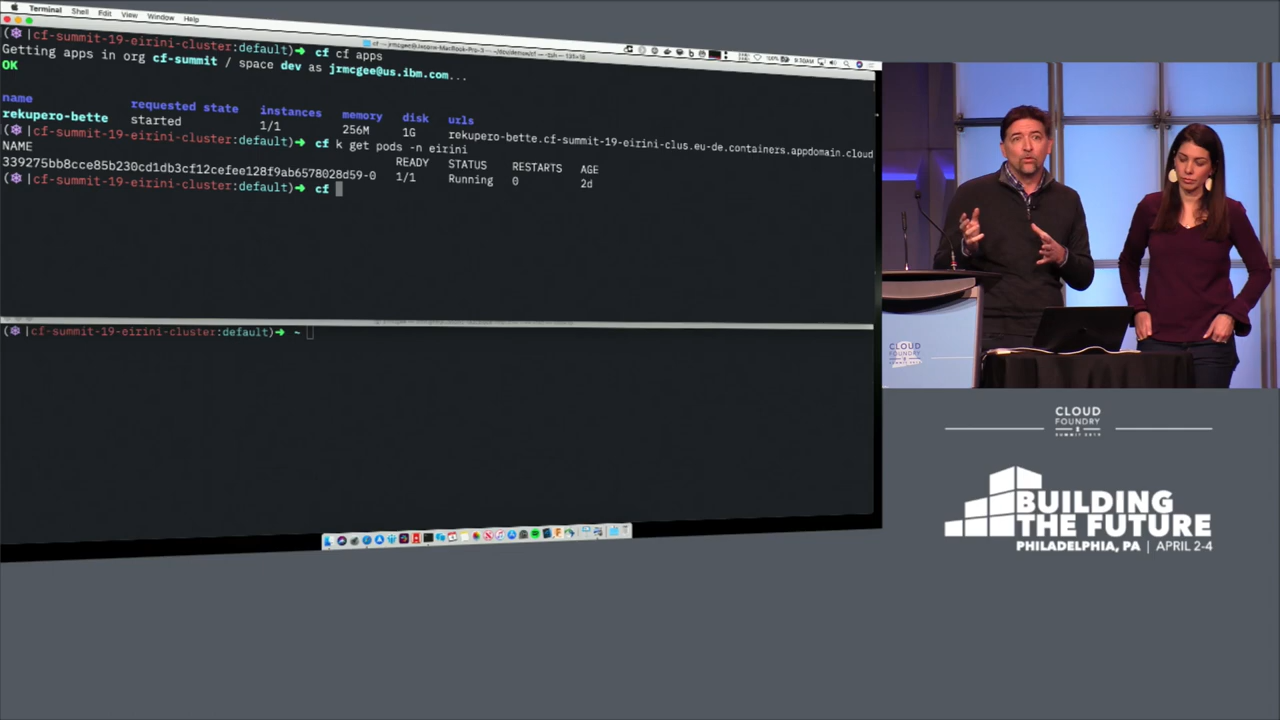 Terminal Shell Edit View Window Help
(⎈ |cf-summit-19-eirini-cluster:default)➜ cf cf apps
Getting apps in org cf-summit / space dev as jrmcgee@us.ibm.com...
OK
name requested state instances memory disk urls
rekupero-bette started 1/1 256M 1G rekupero-bette.cf-summit-19-eirini-clus.eu-de.containers.appdomain.cloud
(⎈ |cf-summit-19-eirini-cluster:default)➜ cf k get pods -n eirini
NAME READY STATUS RESTARTS AGE
339275bb8cce85b230cd1db3cf12cefee128f9ab6578028d59-0 1/1 Running 0 2d
(⎈ |cf-summit-19-eirini-cluster:default)➜ cf
(⎈ |cf-summit-19-eirini-cluster:default)➜ ~
CLOUD
FOUNDRY
CLOUD
FOUNDRY
SUMMIT 2019
BUILDING
THE FUTURE
PHILADELPHIA, PA | APRIL 2-4